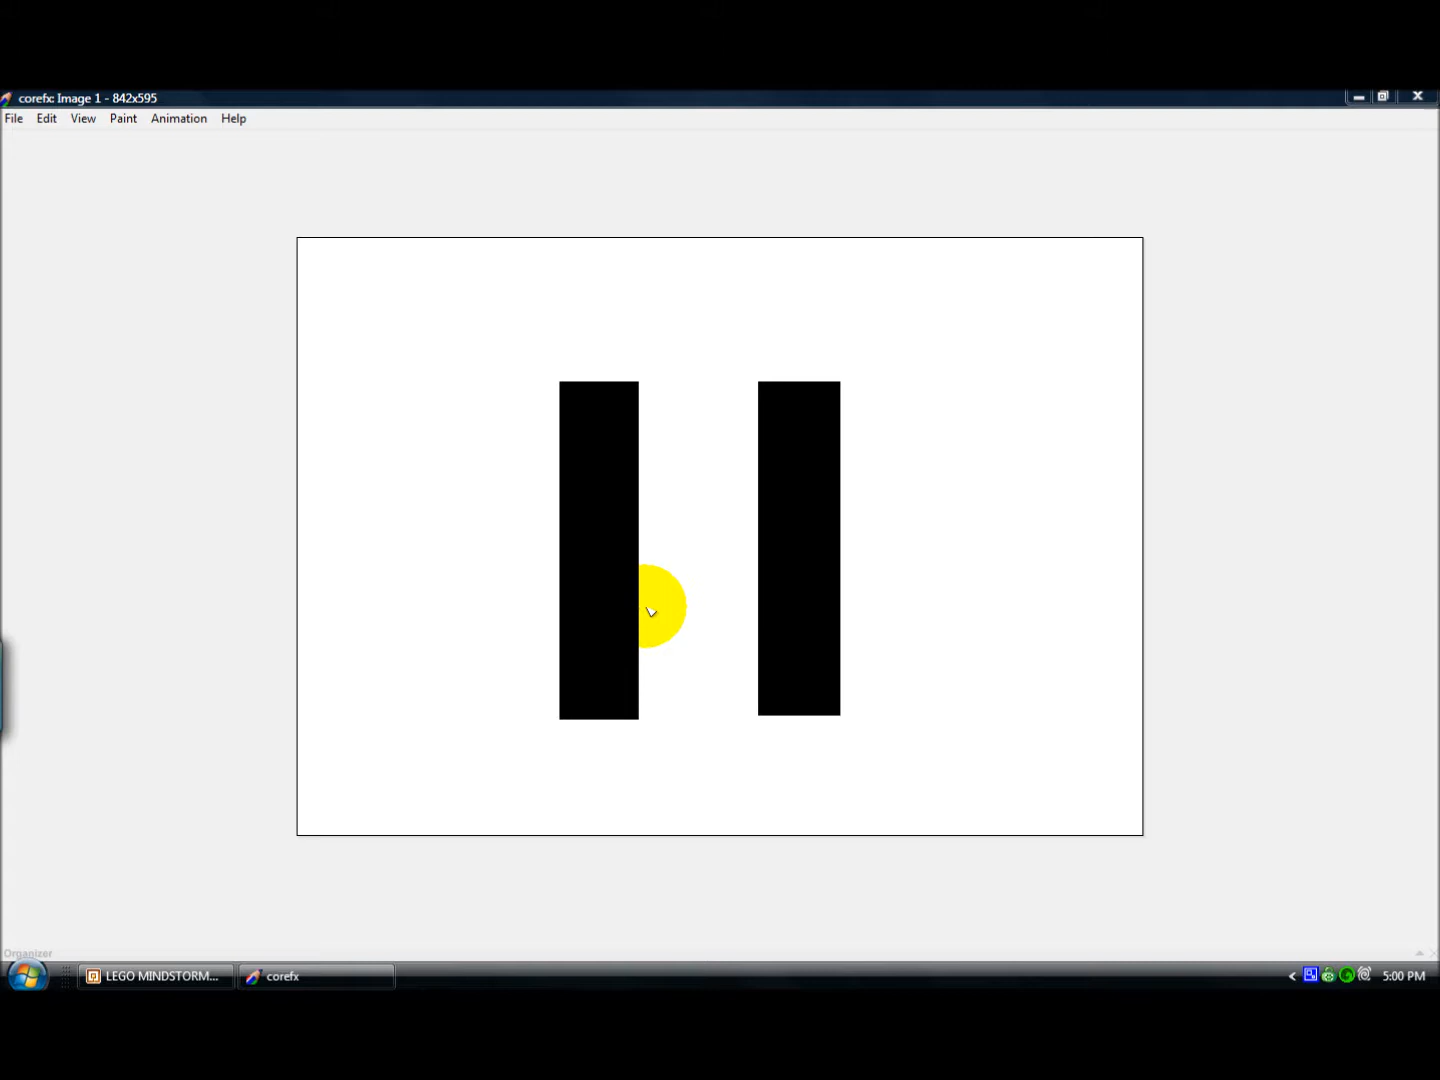 corefx: Image 1 - 842x595
File Edit View Paint Animation Help
Organizer
LEGO MINDSTORM... corefx 5:00 PM